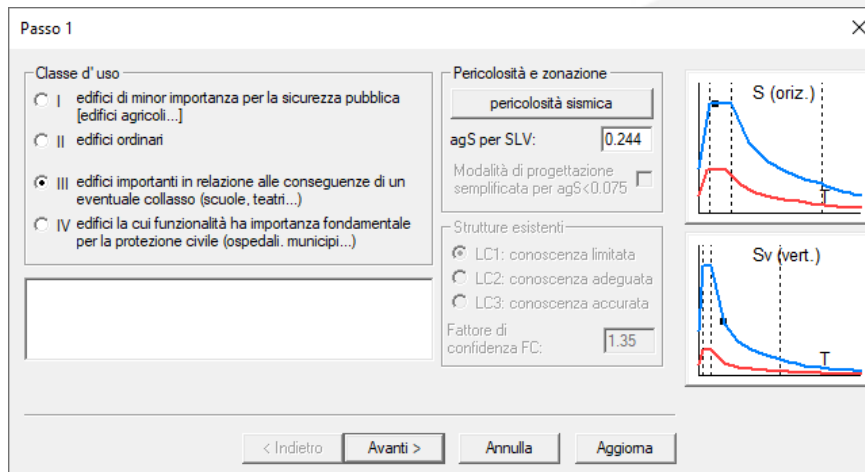 Passo 1
Classe d' uso
I edifici di minor importanza per la sicurezza pubblica
[edifici agricoli...]
II edifici ordinari
III edifici importanti in relazione alle conseguenze di un
eventuale collasso (scuole, teatri...)
IV edifici la cui funzionalità ha importanza fondamentale
per la protezione civile (ospedali. municipi...)
Pericolosità e zonazione
pericolosità sismica
agS per SLV: 0.244
Modalità di progettazione
semplificata per agS<0.075
Strutture esistenti
LC1: conoscenza limitata
LC2: conoscenza adeguata
LC3: conoscenza accurata
Fattore di
confidenza FC: 1.35
S (oriz.)
T
Sv (vert.)
T
< Indietro
Avanti >
Annulla
Aggiorna